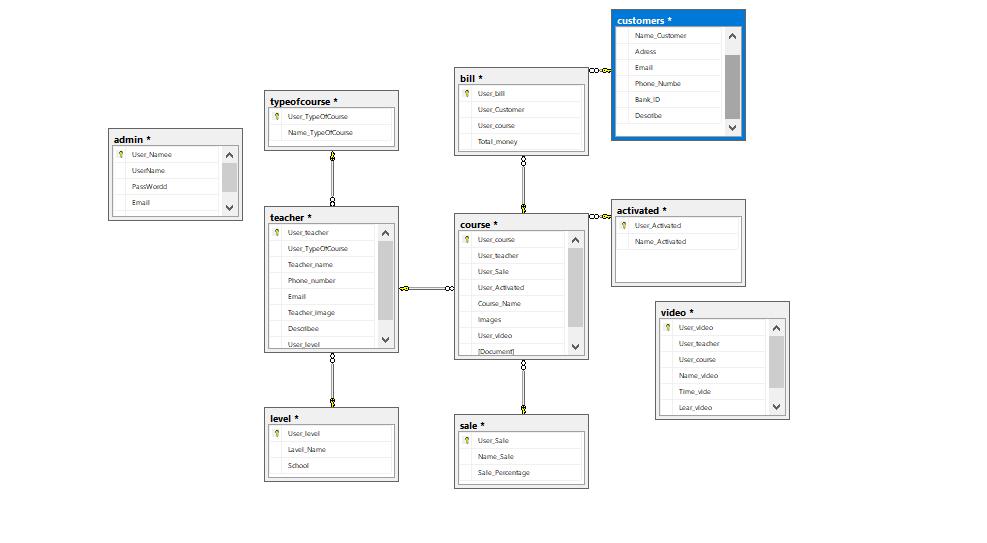 customers *
Name_Customer
Adress
Email
Phone_Numbe
Bank_ID
Describe
bill *
User_bill
User_Customer
User_course
Total_money
typeofcourse *
User_TypeOfCourse
Name_TypeOfCourse
admin *
User_Namee
UserName
PassWordd
Email
teacher *
User_teacher
User_TypeOfCourse
Teacher_name
Phone_number
Email
Teacher_image
Describee
User_level
course *
User_course
User_teacher
User_Sale
User_Activated
Course_Name
Images
User_video
[Document]
activated *
User_Activated
Name_Activated
video *
User_video
User_teacher
User_course
Name_video
Time_vide
Lear_video
level *
User_level
Lavel_Name
School
sale *
User_Sale
Name_Sale
Sale_Percentage